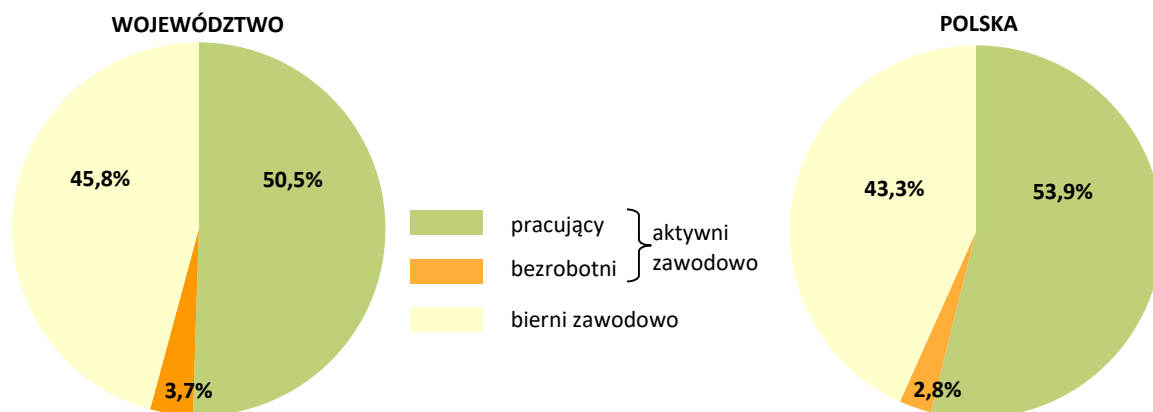 WOJEWÓDZTWO
45,8%
50,5%
3,7%
pracujący
bezrobotni
aktywni
zawodowo
bierni zawodowo
POLSKA
43,3%
53,9%
2,8%